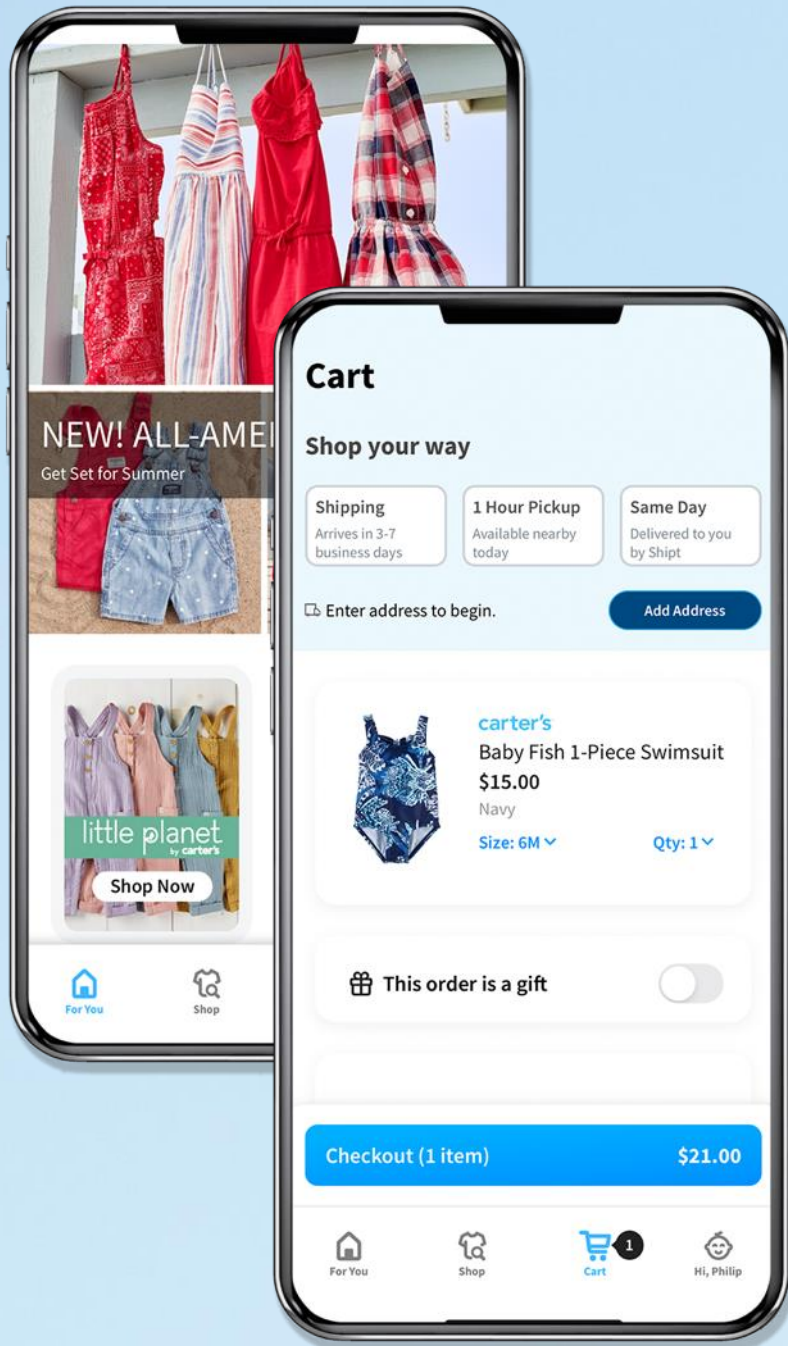 NEW! ALL-AMEI
Get Set for Summer
little planet
by carter's
Shop Now
For You
Shop
Cart
Shop your way
Shipping
Arrives in 3-7
business days
1 Hour Pickup
Available nearby
today
Same Day
Delivered to you
by Shipt
Enter address to begin.
Add Address
carter's
Baby Fish 1-Piece Swimsuit
$15.00
Navy
Size: 6M
Qty: 1
This order is a gift
Checkout (1 item)
$21.00
1
For You
Shop
Cart
Hi, Philip